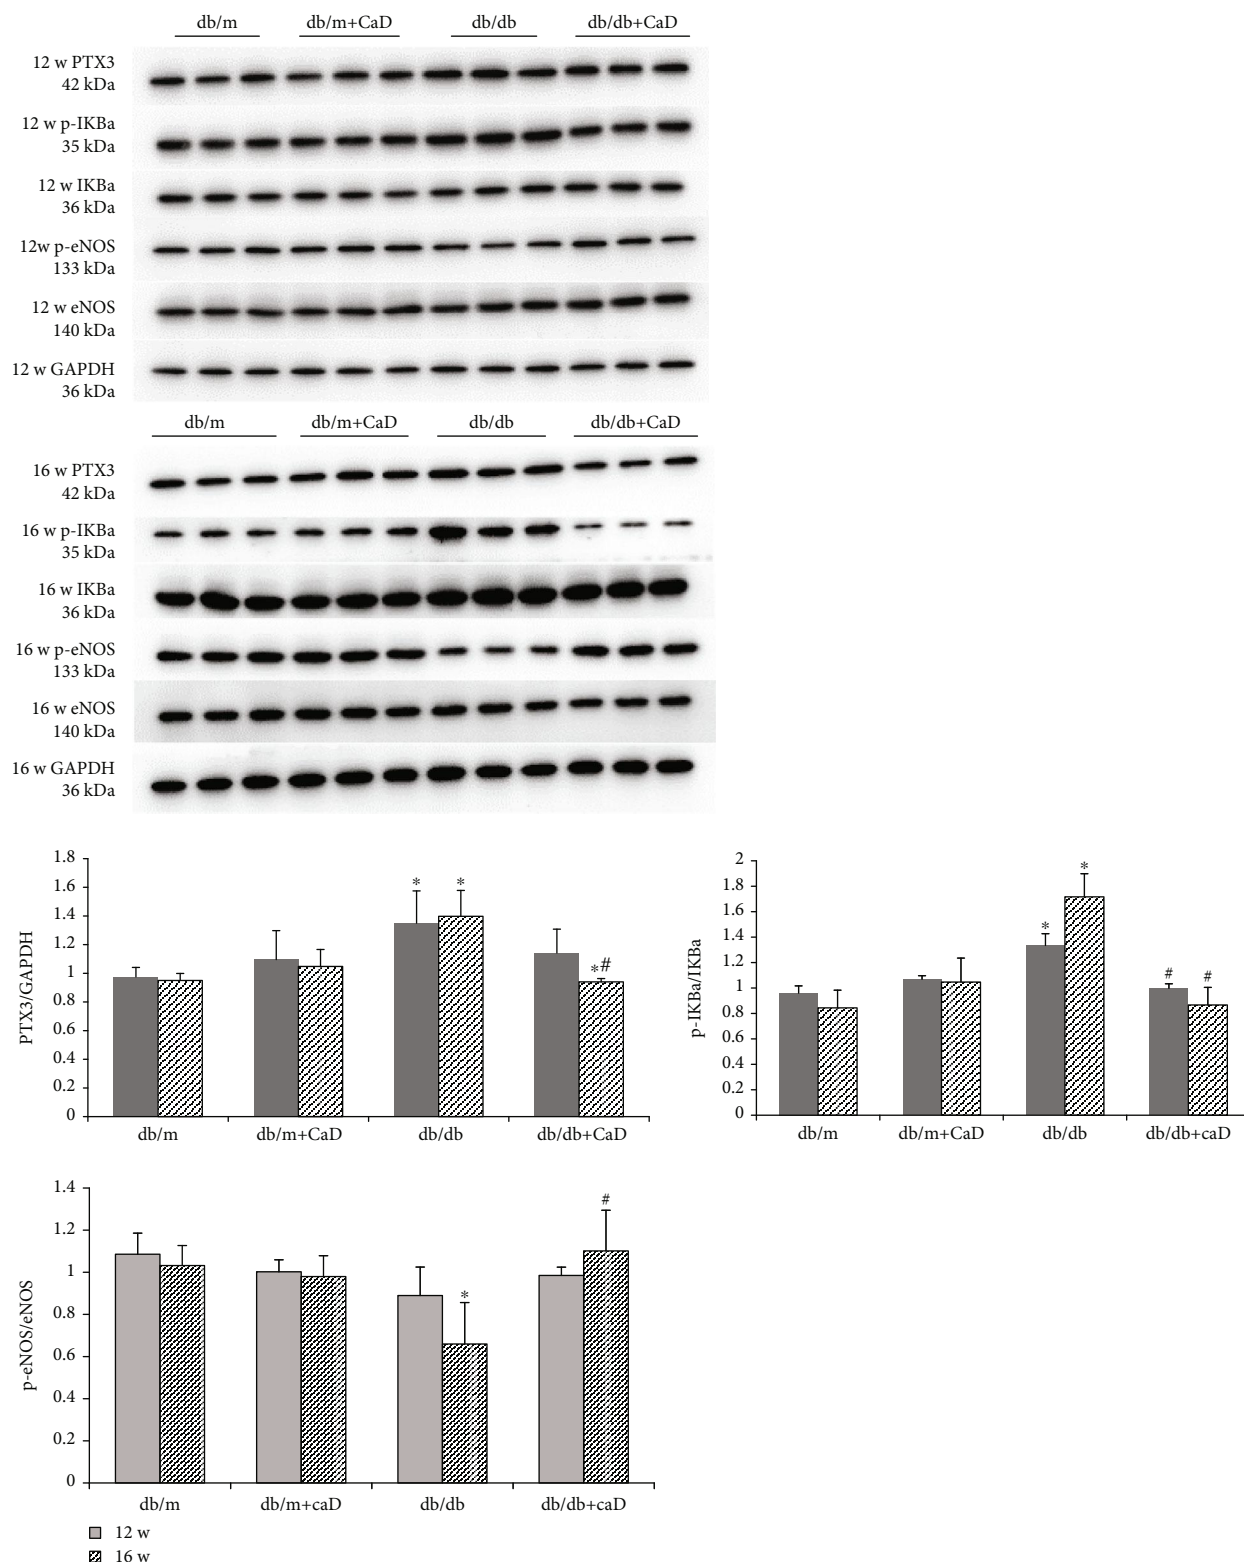 db/m db/m+CaD db/db db/db+CaD
12 w PTX3
42 kDa
12 w p-IKBa
35 kDa
12 w IKBa
36 kDa
12w p-eNOS
133 kDa
12 w eNOS
140 kDa
12 w GAPDH
36 kDa
db/m db/m+CaD db/db db/db+CaD
16 w PTX3
42 kDa
16 w p-IKBa
35 kDa
16 w IKBa
36 kDa
16 w p-eNOS
133 kDa
16 w eNOS
140 kDa
16 w GAPDH
36 kDa
PTX3/GAPDH
1.8
1.6
1.4
1.2
1
0.8
0.6
0.4
0.2
0
* * *#
db/m db/m+CaD db/db db/db+CaD
p-IKBa/IKBa
2
1.8
1.6
1.4
1.2
1
0.8
0.6
0.4
0.2
0
* * # #
db/m db/m+CaD db/db db/db+caD
p-eNOS/eNOS
1.4
1.2
1
0.8
0.6
0.4
0.2
0
* #
db/m db/m+caD db/db db/db+caD
12 w
16 w